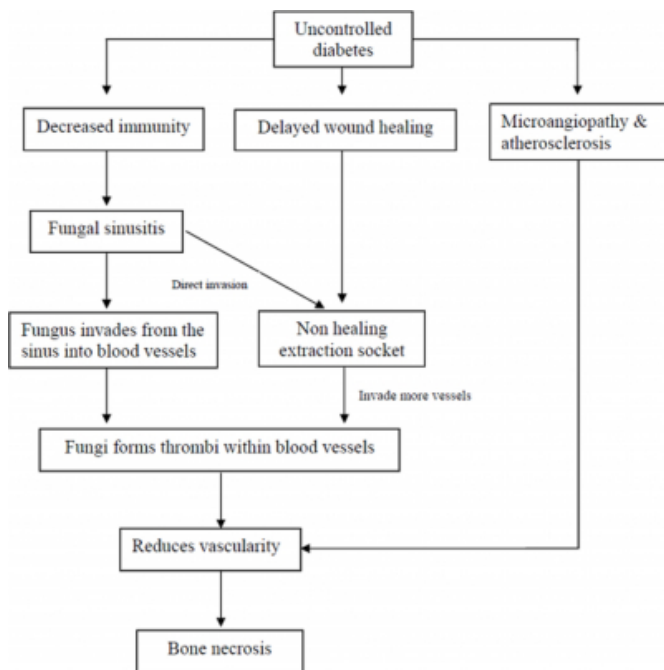 Uncontrolled
diabetes
Decreased immunity
Delayed wound healing
Microangiopathy &
atherosclerosis
Fungal sinusitis
Direct invasion
Fungus invades from the
sinus into blood vessels
Non healing
extraction socket
Invade more vessels
Fungi forms thrombi within blood vessels
Reduces vascularity
Bone necrosis